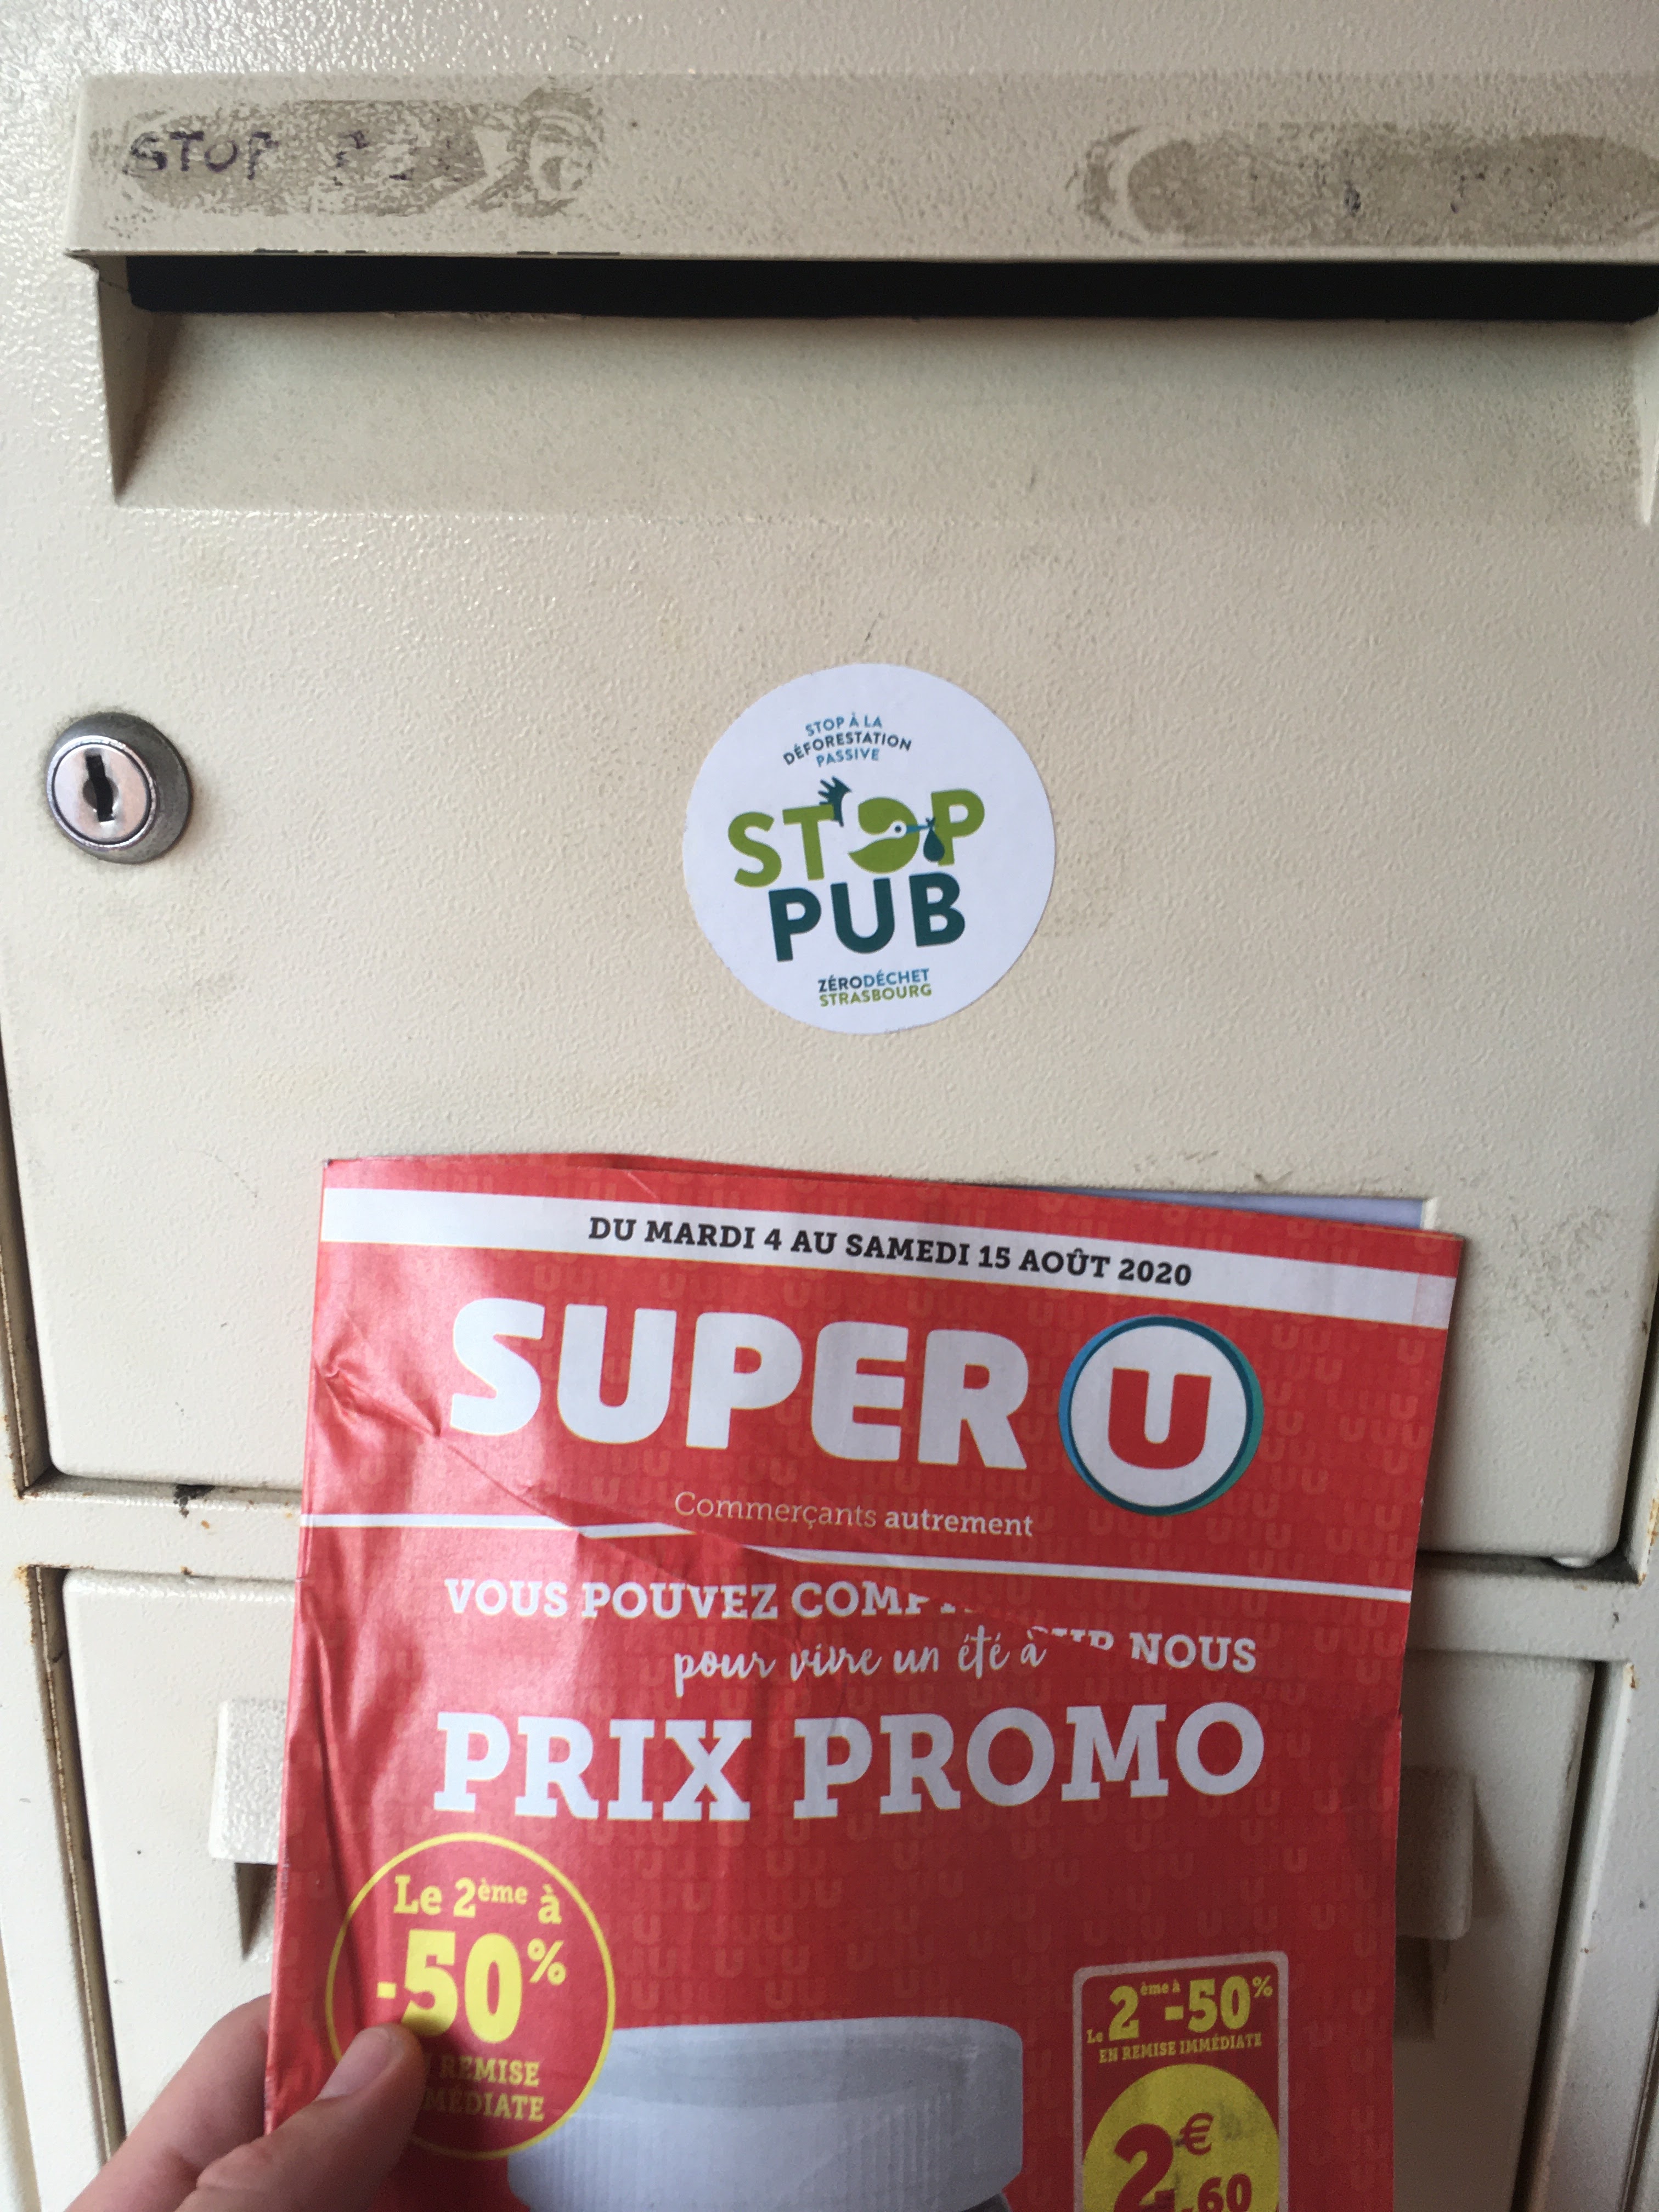 STOP
STOP À LA
DÉFORESTATION
PASSIVE
STOP
PUB
ZÉRODÉCHET
STRASBOURG
DU MARDI 4 AU SAMEDI 15 AOÛT 2020
SUPER U
Commerçants autrement
VOUS POUVEZ NOUS
pour vivre un été à
PRIX PROMO
Le 2ème à
-50%
REMISE
Le 2ème à -50%
EN REMISE IMMÉDIATE
2€
,60